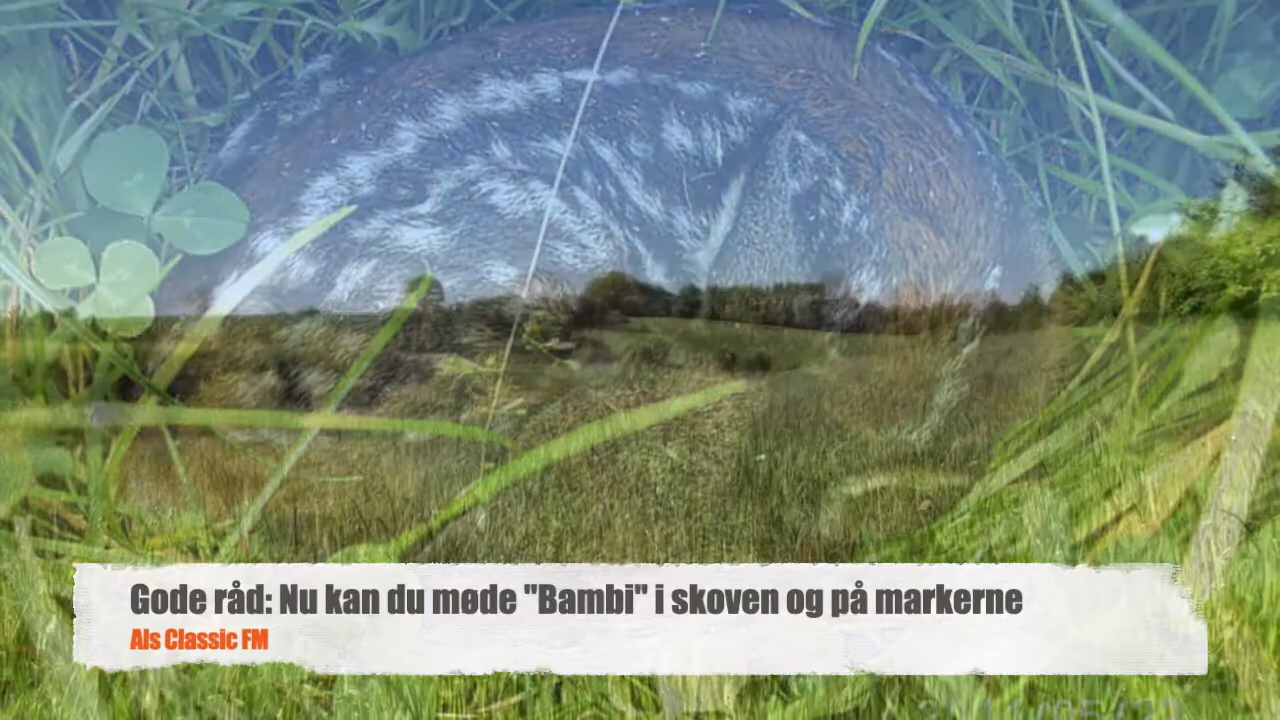 Gode råd: Nu kan du møde "Bambi" i skoven og på markerne
Als Classic FM